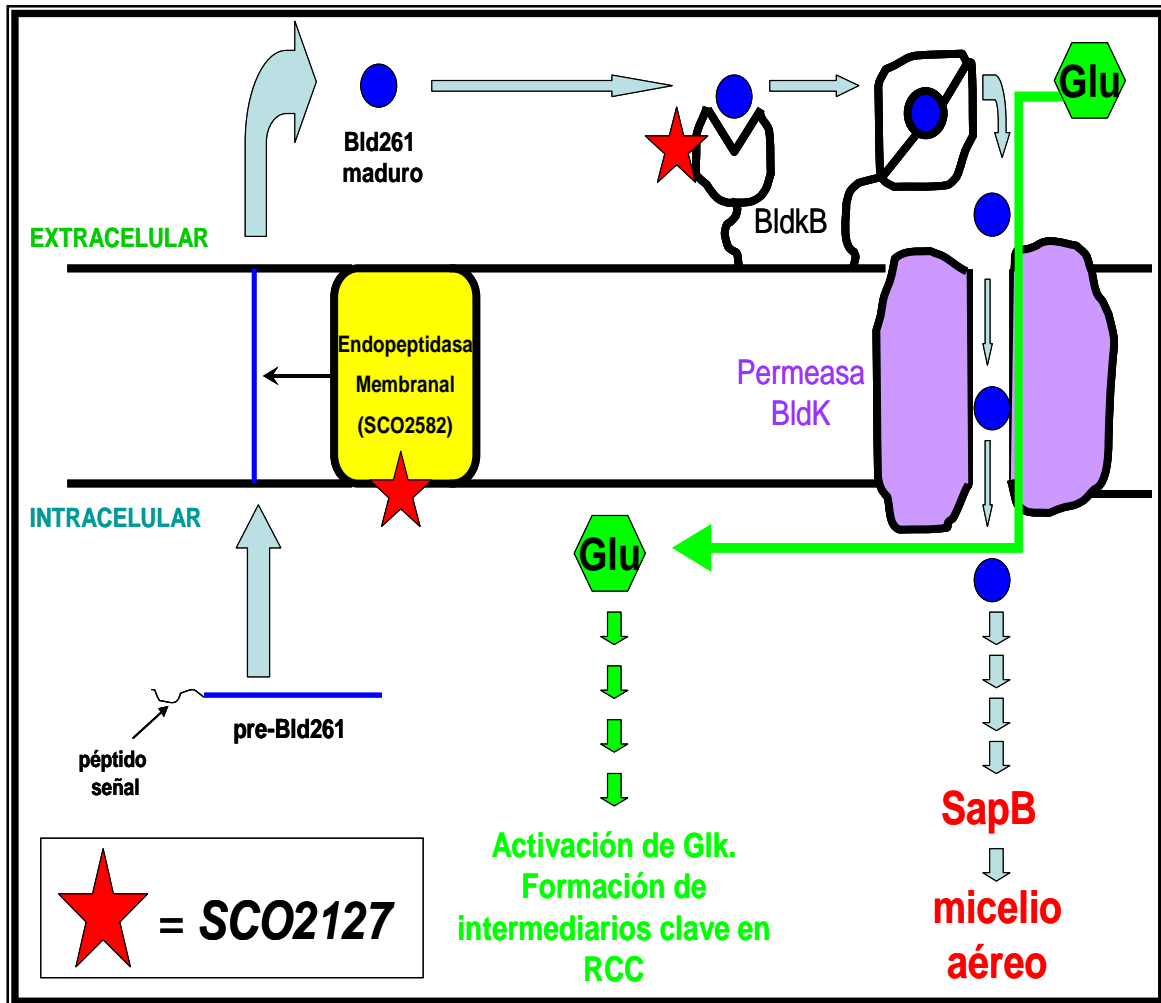 Bld261
maduro
Glu
BldkB
EXTRACELULAR
Endopeptidasa
Membranal
(SCO2582)
Permeasa
BldK
INTRACELULAR
Glu
péptido
señal
pre-Bld261
= SCO2127
Activación de Glk.
Formación de
intermediarios clave en
RCC
SapB
micelio
aéreo